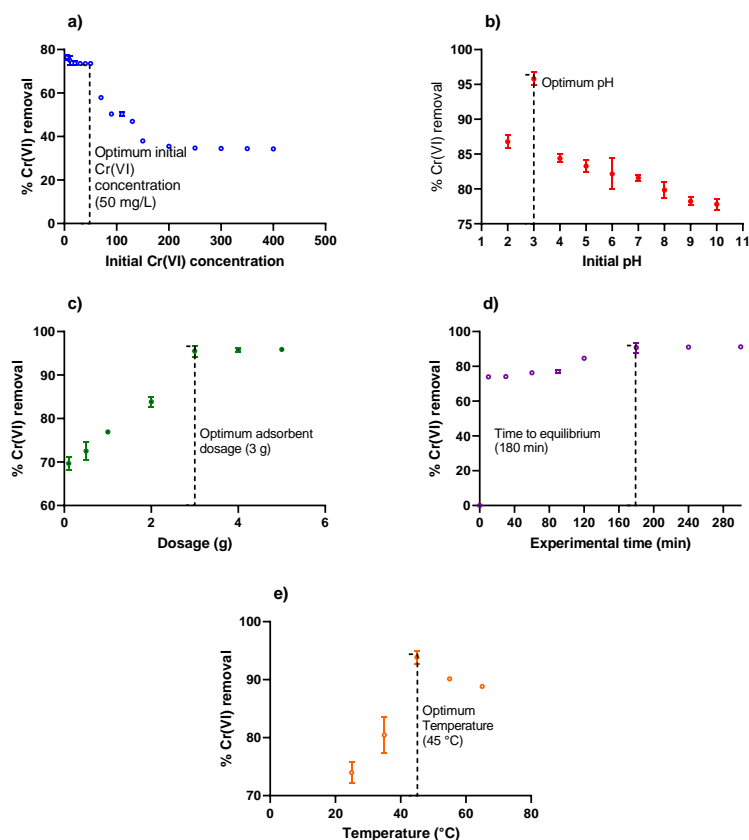 a)
80
60
40
20
0
% Cr(VI) removal
Optimum initial
Cr(VI)
concentration
(50 mg/L)
0 100 200 300 400 500
Initial Cr(VI) concentration
b)
100
95
90
85
80
75
% Cr(VI) removal
Optimum pH
1 2 3 4 5 6 7 8 9 10 11
Initial pH
c)
100
90
80
70
60
% Cr(VI) removal
Optimum adsorbent
dosage (3 g)
0 2 4 6
Dosage (g)
d)
100
80
60
40
20
0
% Cr(VI) removal
Time to equilibrium
(180 min)
0 40 80 120 160 200 240 280
Experimental time (min)
e)
100
90
80
70
% Cr(VI) removal
Optimum
Temperature
(45 °C)
0 20 40 60 80
Temperature (°C)